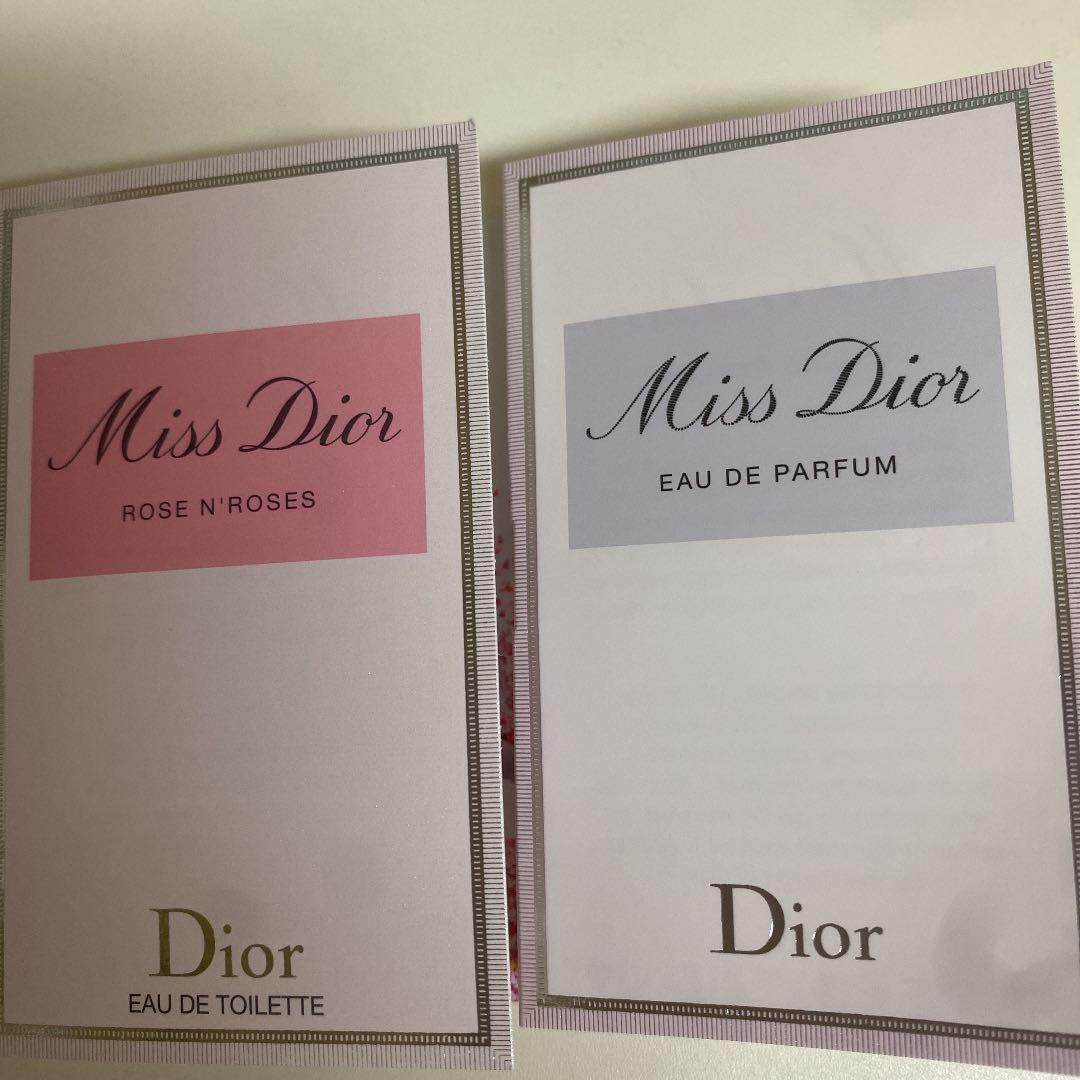 Miss Dior
ROSE N'ROSES
Dior
EAU DE TOILETTE
Miss Dior
EAU DE PARFUM
Dior